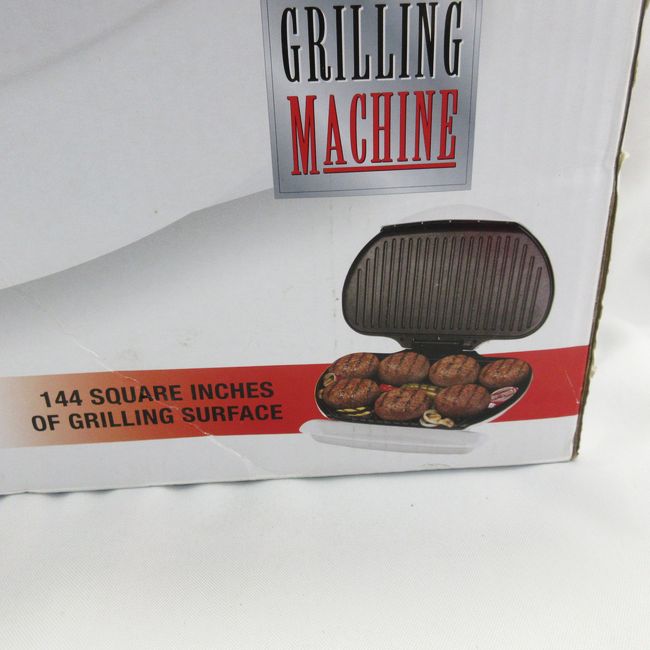 GRILLING
MACHINE
144 SQUARE INCHES
OF GRILLING SURFACE